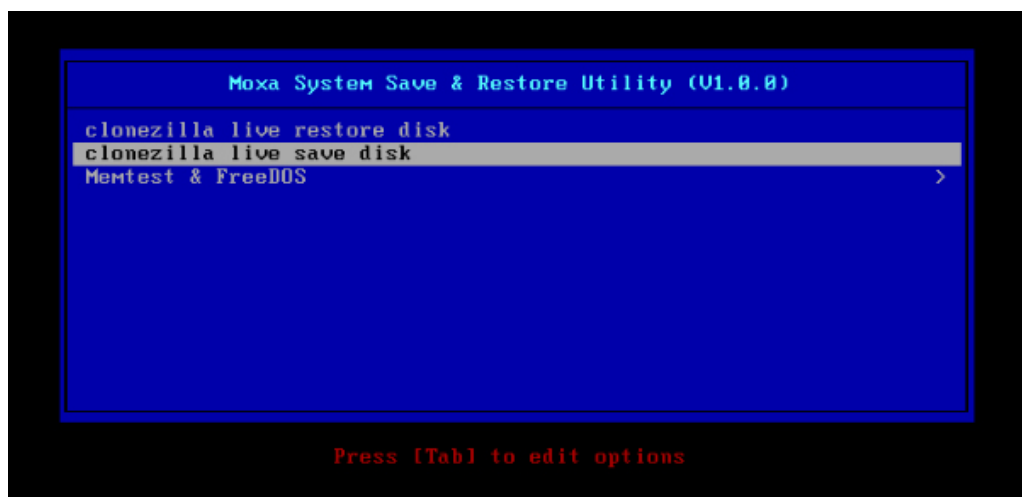 Moxa System Save & Restore Utility (V1.0.0)
clonezilla live restore disk
clonezilla live save disk
Memtest & FreeDOS >
Press [Tab] to edit options